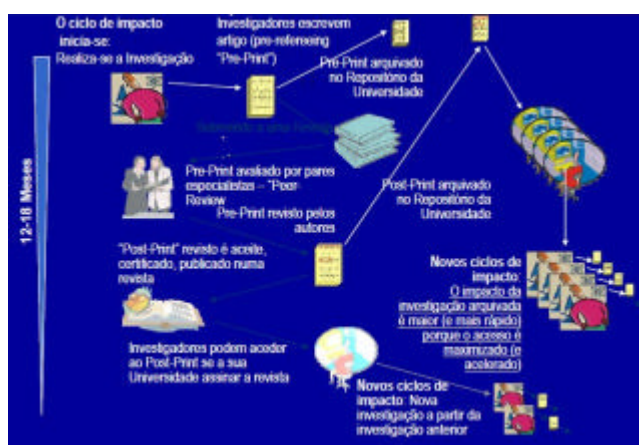 O ciclo de impacto
inicia-se:
Realiza-se a Investigação
Investigadores escrevem
artigo (pre-refereeing
"Pre-Print")
Pre-Print arquivado
no Repositório da
Universidade
12-18 Meses
Pre-Print avaliado por pares
especialistas – "Peer-
Review
Pre-Print revisto pelos
autores
Post-Print arquivado
no Repositório da
Universidade
"Post-Print" revisto é aceite,
certificado, publicado numa
revista
Novos ciclos de
impacto:
O impacto da
investigação arquivada
é maior (e mais rápido)
porque o acesso é
maximizado (e
acelerado)
Investigadores podem aceder
ao Post-Print se a sua
Universidade assinar a revista
Novos ciclos de
impacto: Nova
investigação a partir da
investigação anterior